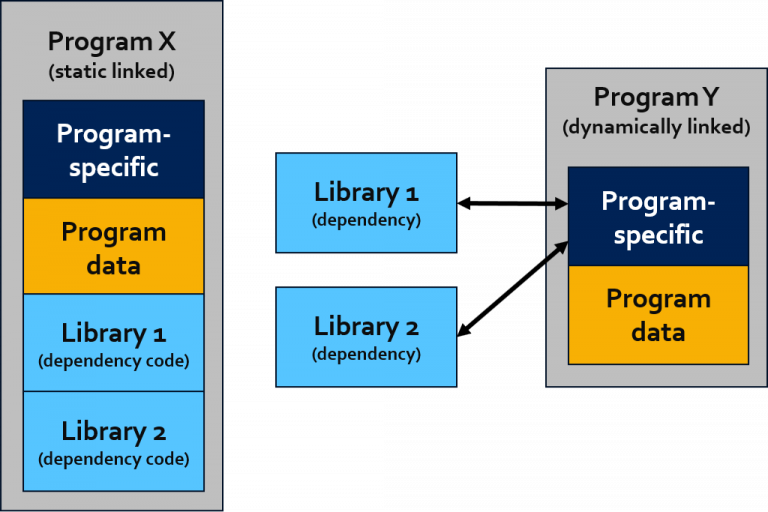 Program X
(static linked)
Program-
specific
Program
data
Library 1
(dependency code)
Library 2
(dependency code)
Library 1
(dependency)
Library 2
(dependency)
Program Y
(dynamically linked)
Program-
specific
Program
data